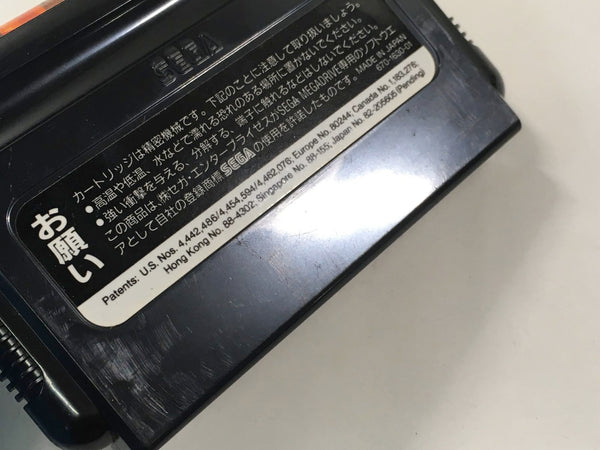 SEGA
お願い
カートリッジは精密機械です。下記のことに注意して取り扱いましょう。
●高温や低温、水などで濡れる恐れのある場所に置かないでください。
●強い衝撃を与える、分解する、端子に触れるなどはしないでください。
この商品は、㈱セガ・エンタープライゼスがSEGA MEGADRIVE専用のソフトウエ
アとして自社の登録商標SEGAの使用を許諾したものです。MADE IN JAPAN
670-1630-01
Patents: U.S. Nos. 4,442,486/4,454,594/4,462,076; Europe No. 80244; Canada No. 1,183,276;
Hong Kong No. 88-4302; Singapore No. 88-155; Japan No. 82-205605 (Pending)